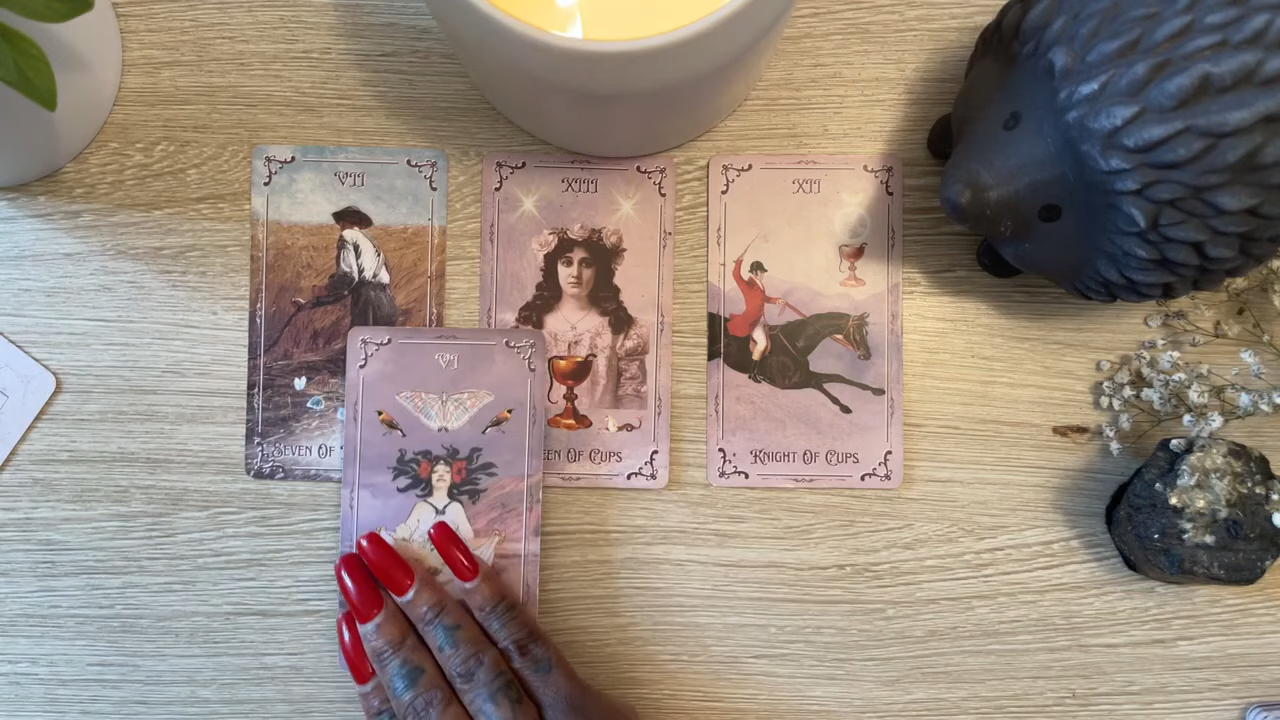 VII
SEVEN OF
XIII
EEN OF CUPS
XII
KNIGHT OF CUPS
VI